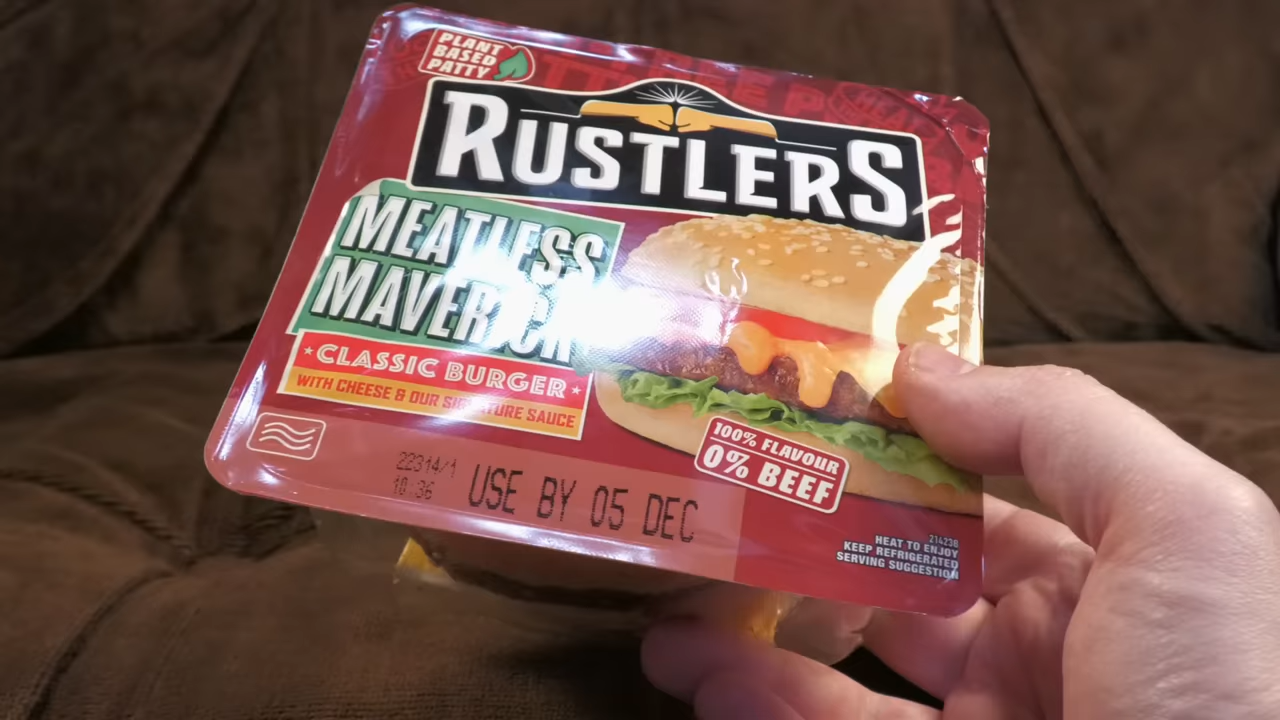 PLANT
BASED
PATTY
RUSTLERS
MEATLESS
MAVERICK
CLASSIC BURGER
WITH CHEESE & OUR SIGNATURE SAUCE
100% FLAVOUR
0% BEEF
22314/1
10:36
USE BY 05 DEC
214238
HEAT TO ENJOY
KEEP REFRIGERATED
SERVING SUGGESTION